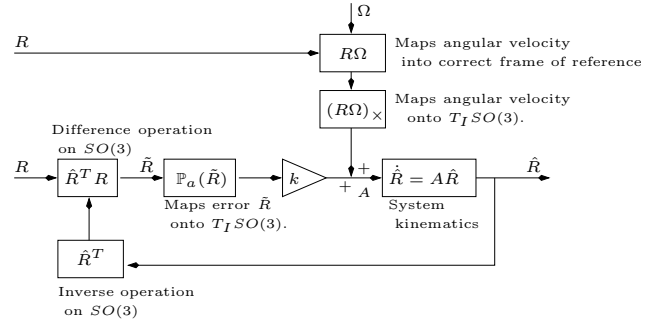 Ω
R
RΩ
Maps angular velocity
into correct frame of reference
(RΩ)×
Maps angular velocity
onto T_I SO(3).
Difference operation
on SO(3)
R
R̂^T R
R̃
ℙ_a(R̃)
k
+
+
A
R̂̇ = AR̂
R̂
Maps error R̃
onto T_I SO(3).
System
kinematics
R̂^T
Inverse operation
on SO(3)